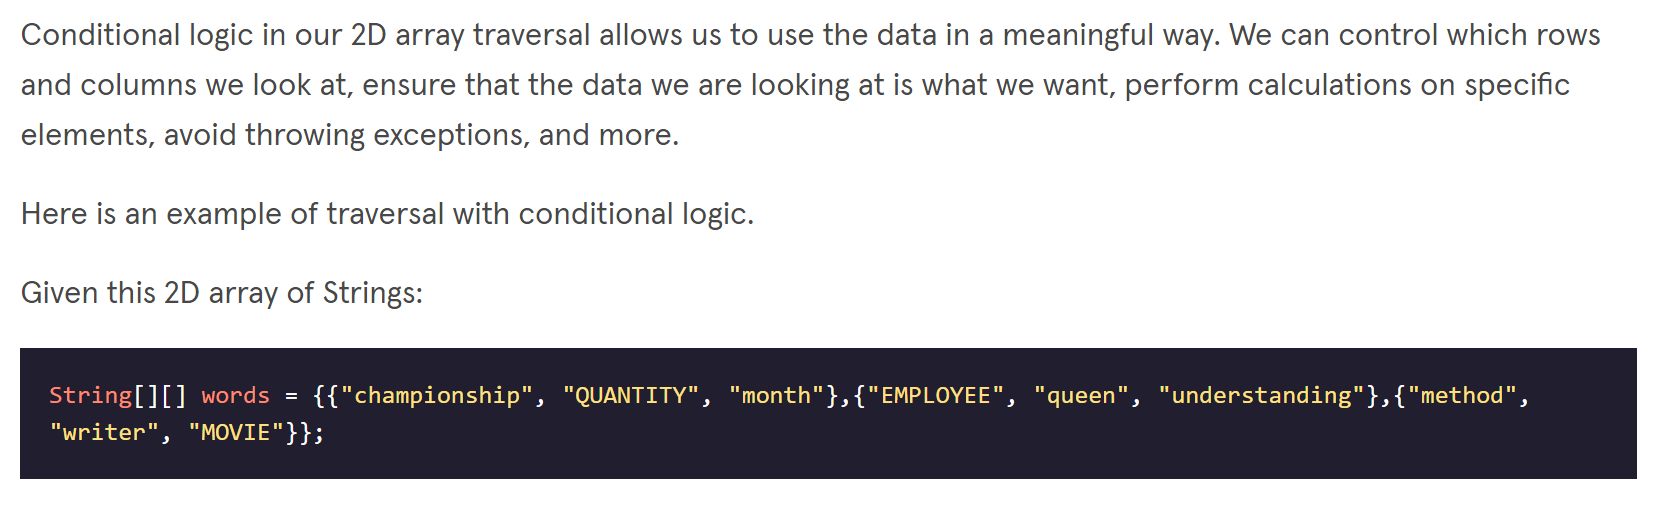 Conditional logic in our 2D array traversal allows us to use the data in a meaningful way. We can control which rows
and columns we look at, ensure that the data we are looking at is what we want, perform calculations on specific
elements, avoid throwing exceptions, and more.
Here is an example of traversal with conditional logic.
Given this 2D array of Strings:
String[][] words = {{"championship", "QUANTITY", "month"},{"EMPLOYEE", "queen", "understanding"},{"method",
"writer", "MOVIE"}};